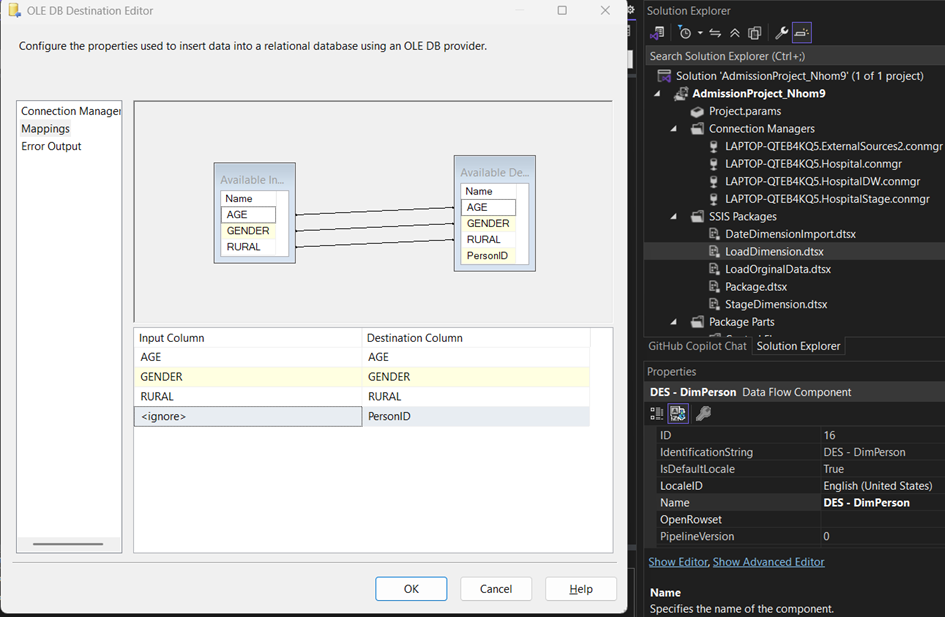 OLE DB Destination Editor
Configure the properties used to insert data into a relational database using an OLE DB provider.
Connection Manager
Mappings
Error Output
Available In...
Name
AGE
GENDER
RURAL
Available De...
Name
AGE
GENDER
RURAL
PersonID
Input Column Destination Column
AGE AGE
GENDER GENDER
RURAL RURAL
<ignore> PersonID
OK Cancel Help
Solution Explorer
Search Solution Explorer (Ctrl+;)
Solution 'AdmissionProject_Nhom9' (1 of 1 project)
AdmissionProject_Nhom9
Project.params
Connection Managers
LAPTOP-QTEB4KQ5.ExternalSources2.conmgr
LAPTOP-QTEB4KQ5.Hospital.conmgr
LAPTOP-QTEB4KQ5.HospitalDW.conmgr
LAPTOP-QTEB4KQ5.HospitalStage.conmgr
SSIS Packages
DateDimensionImport.dtsx
LoadDimension.dtsx
LoadOrginalData.dtsx
Package.dtsx
StageDimension.dtsx
Package Parts
GitHub Copilot Chat Solution Explorer
Properties
DES - DimPerson Data Flow Component
ID 16
IdentificationString DES - DimPerson
IsDefaultLocale True
LocaleID English (United States)
Name DES - DimPerson
OpenRowset
PipelineVersion 0
Show Editor, Show Advanced Editor
Name
Specifies the name of the component.